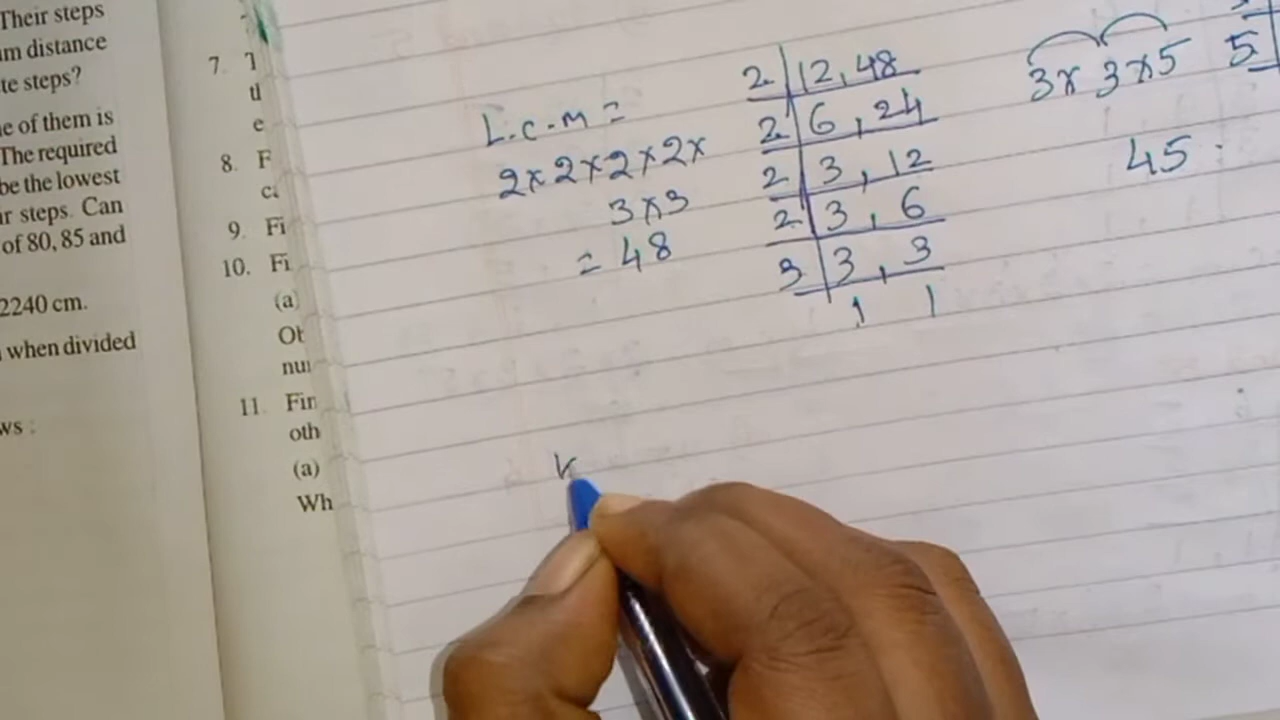 Their steps
distance
te steps?
of them is
The required
be the lowest
steps. Can
of 80, 85 and
2240 cm.
when divided
7.
8. F
9. Fi
10. Fi
(a)
11.
oth
(a)
Wh
L.c.m =
2×2×2×2×
3×3
= 48
2 | 12, 48
2 | 6, 24
2 | 3, 12
2 | 3, 6
3 | 3, 3
1 1
3× 3×5
45
5